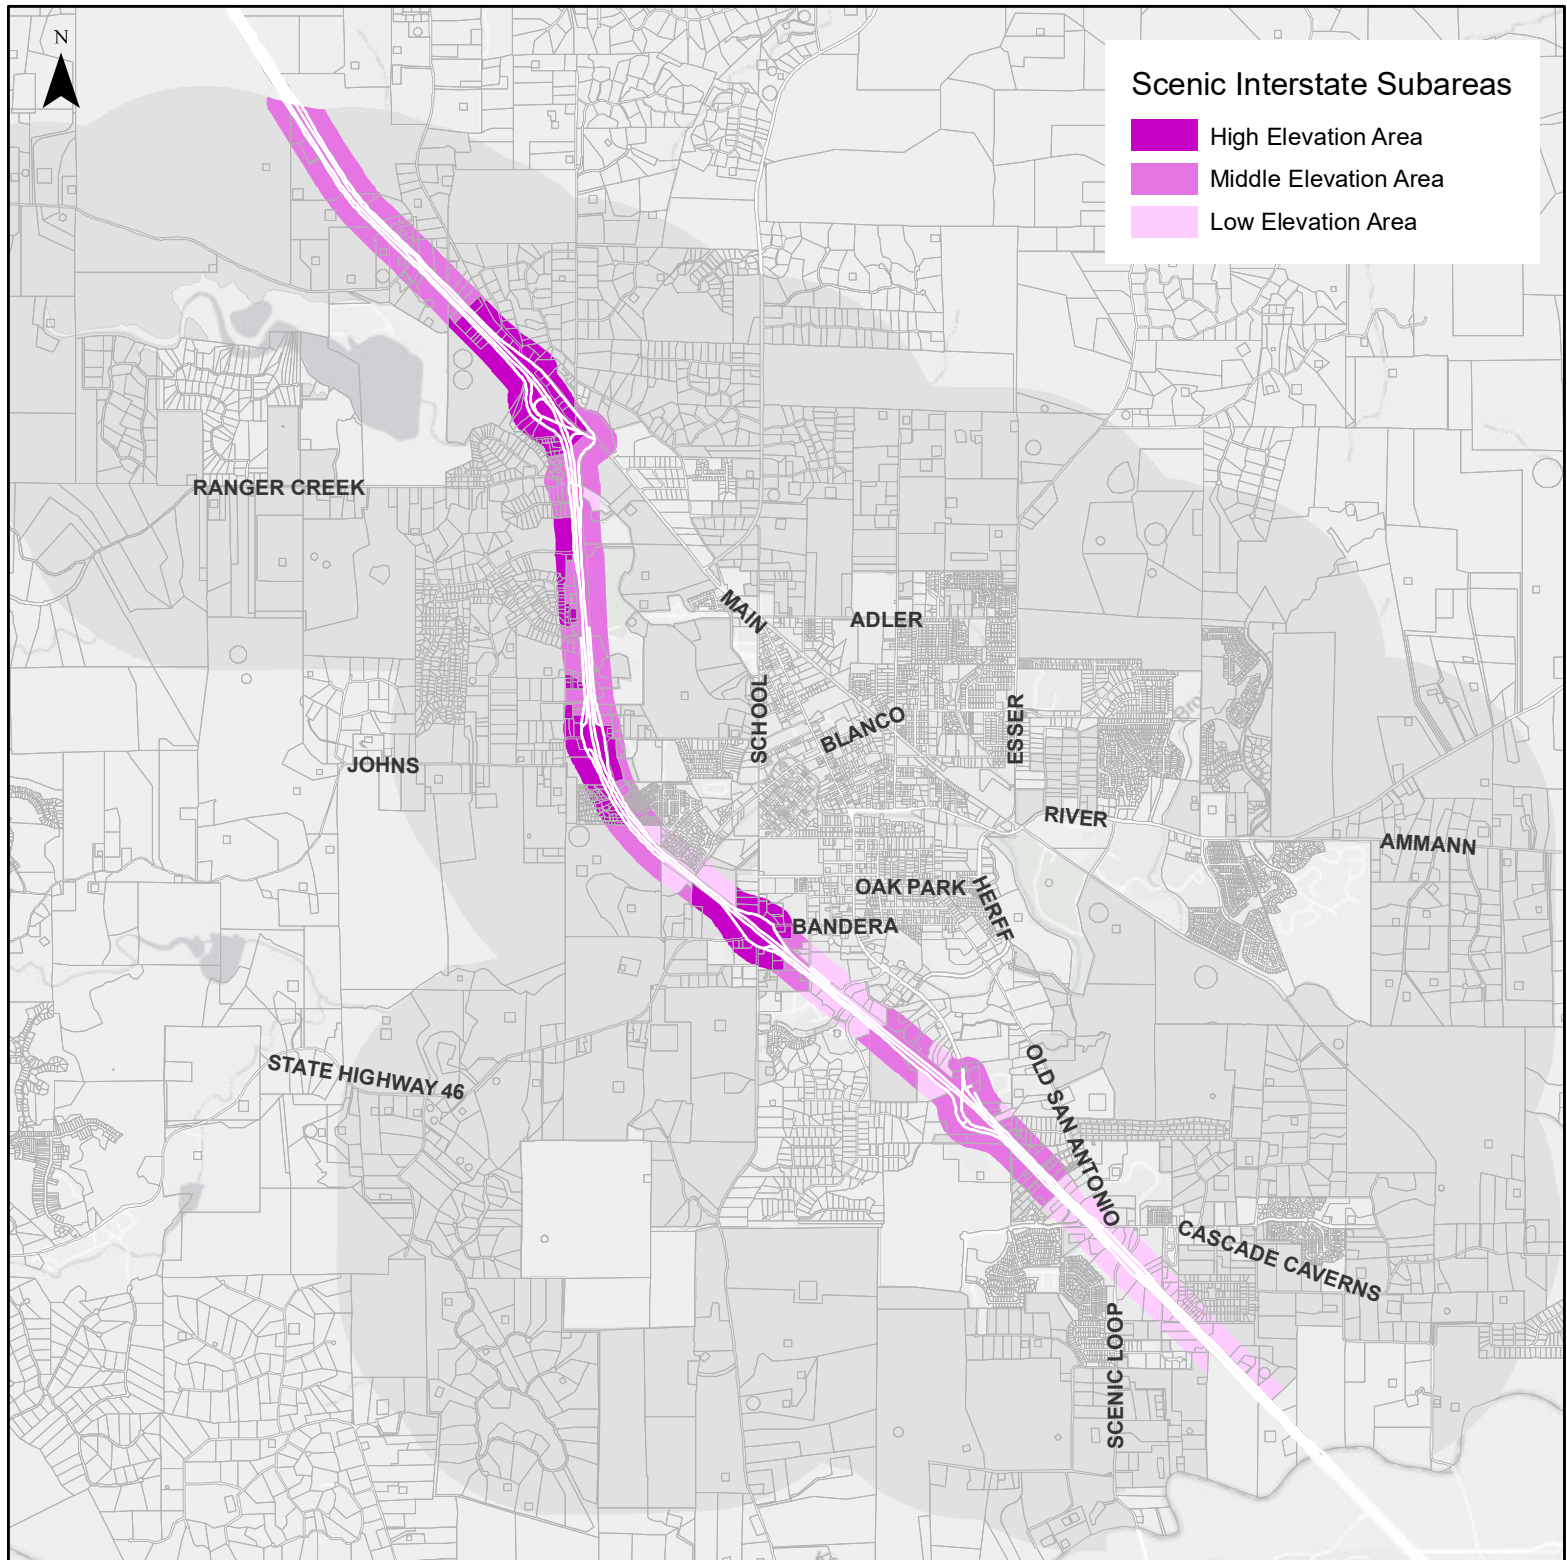 N
Scenic Interstate Subareas
High Elevation Area
Middle Elevation Area
Low Elevation Area
RANGER CREEK
MAIN
ADLER
SCHOOL
BLANCO
ESSER
JOHNS
RIVER
AMMANN
OAK PARK
HERFF
BANDERA
STATE HIGHWAY 46
OLD SAN ANTONIO
CASCADE CAVERNS
SCENIC LOOP